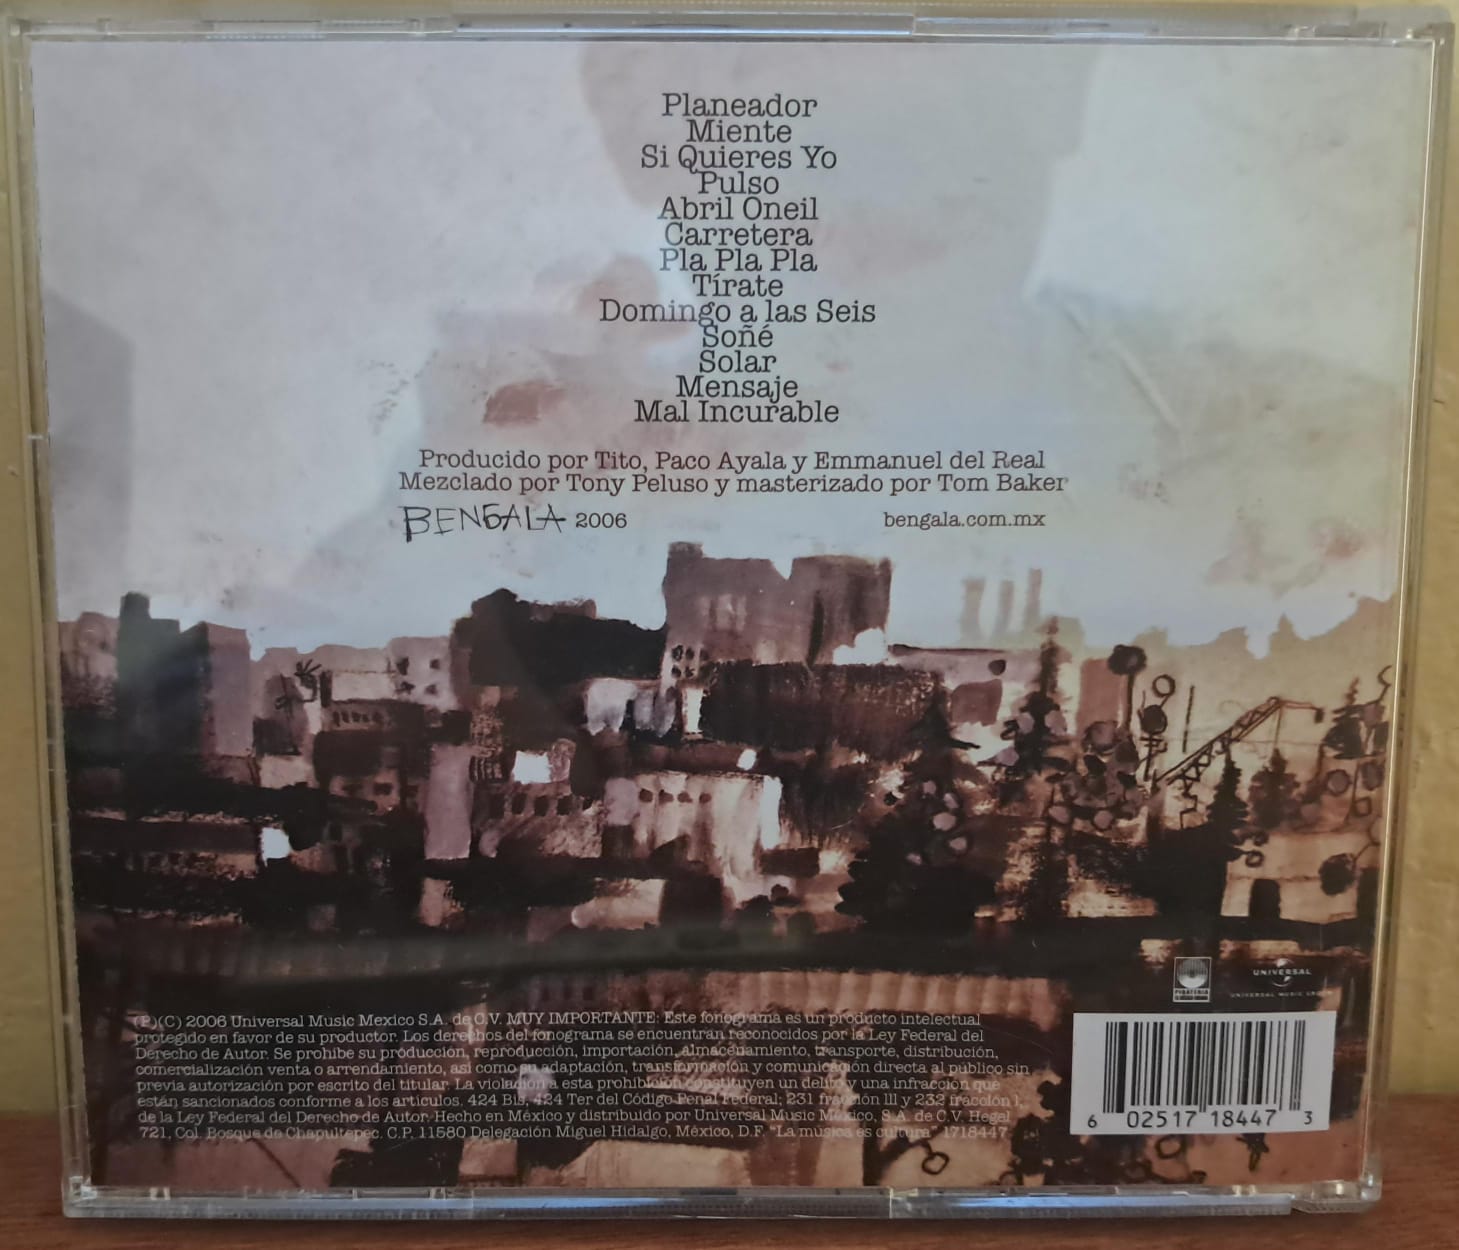 Planeador
Miente
Si Quieres Yo
Pulso
Abril Oneil
Carretera
Pla Pla Pla
Tírate
Domingo a las Seis
Soñé
Solar
Mensaje
Mal Incurable
Producido por Tito, Paco Ayala y Emmanuel del Real
Mezclado por Tony Peluso y masterizado por Tom Baker
BENGALA 2006 bengala.com.mx
UNIVERSAL
UNIVERSAL MUSIC GROUP
(P)(C) 2006 Universal Music Mexico S.A. de C.V. MUY IMPORTANTE: Este fonograma es un producto intelectual
protegido en favor de su productor. Los derechos del fonograma se encuentran reconocidos por la Ley Federal del
Derecho de Autor. Se prohibe su producción, reproducción, importación, almacenamiento, transporte, distribución,
comercialización venta o arrendamiento, asi como su adaptación, transformación y comunicación directa al público sin
previa autorización por escrito del titular. La violación a esta prohibición constituyen un delito y una infracción que
están sancionados conforme a los articulos. 424 Bis, 424 Ter del Código Penal Federal; 231 fracción lll y 232 fracción l,
de la Ley Federal del Derecho de Autor. Hecho en México y distribuido por Universal Music México, S.A. de C.V. Hegel
721, Col. Bosque de Chapultepec. C.P. 11580 Delegación Miguel Hidalgo, México, D.F. "La música es cultura" 1718447
6 02517 18447 3